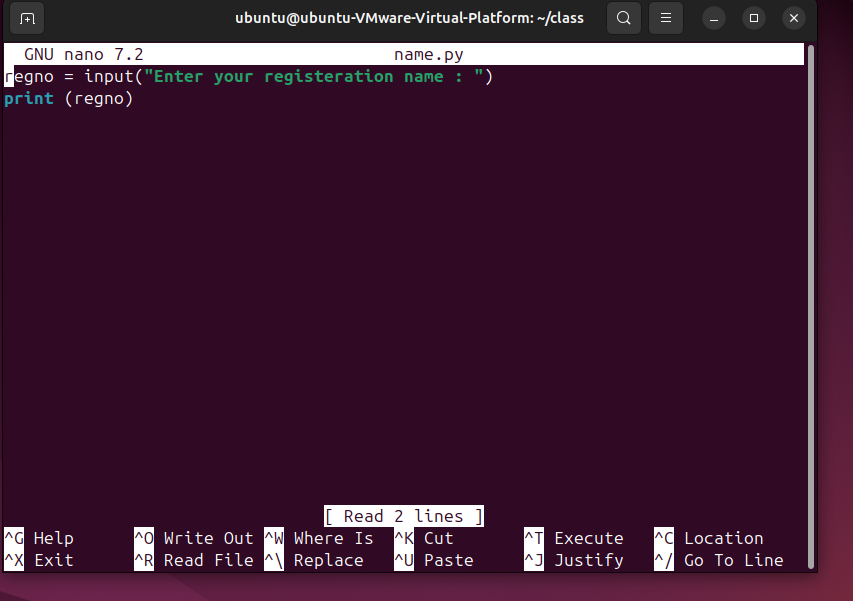 ubuntu@ubuntu-VMware-Virtual-Platform: ~/class
GNU nano 7.2 name.py
regno = input("Enter your registeration name : ")
print (regno)
[ Read 2 lines ]
^G Help ^O Write Out ^W Where Is ^K Cut ^T Execute ^C Location
^X Exit ^R Read File ^\ Replace ^U Paste ^J Justify ^/ Go To Line